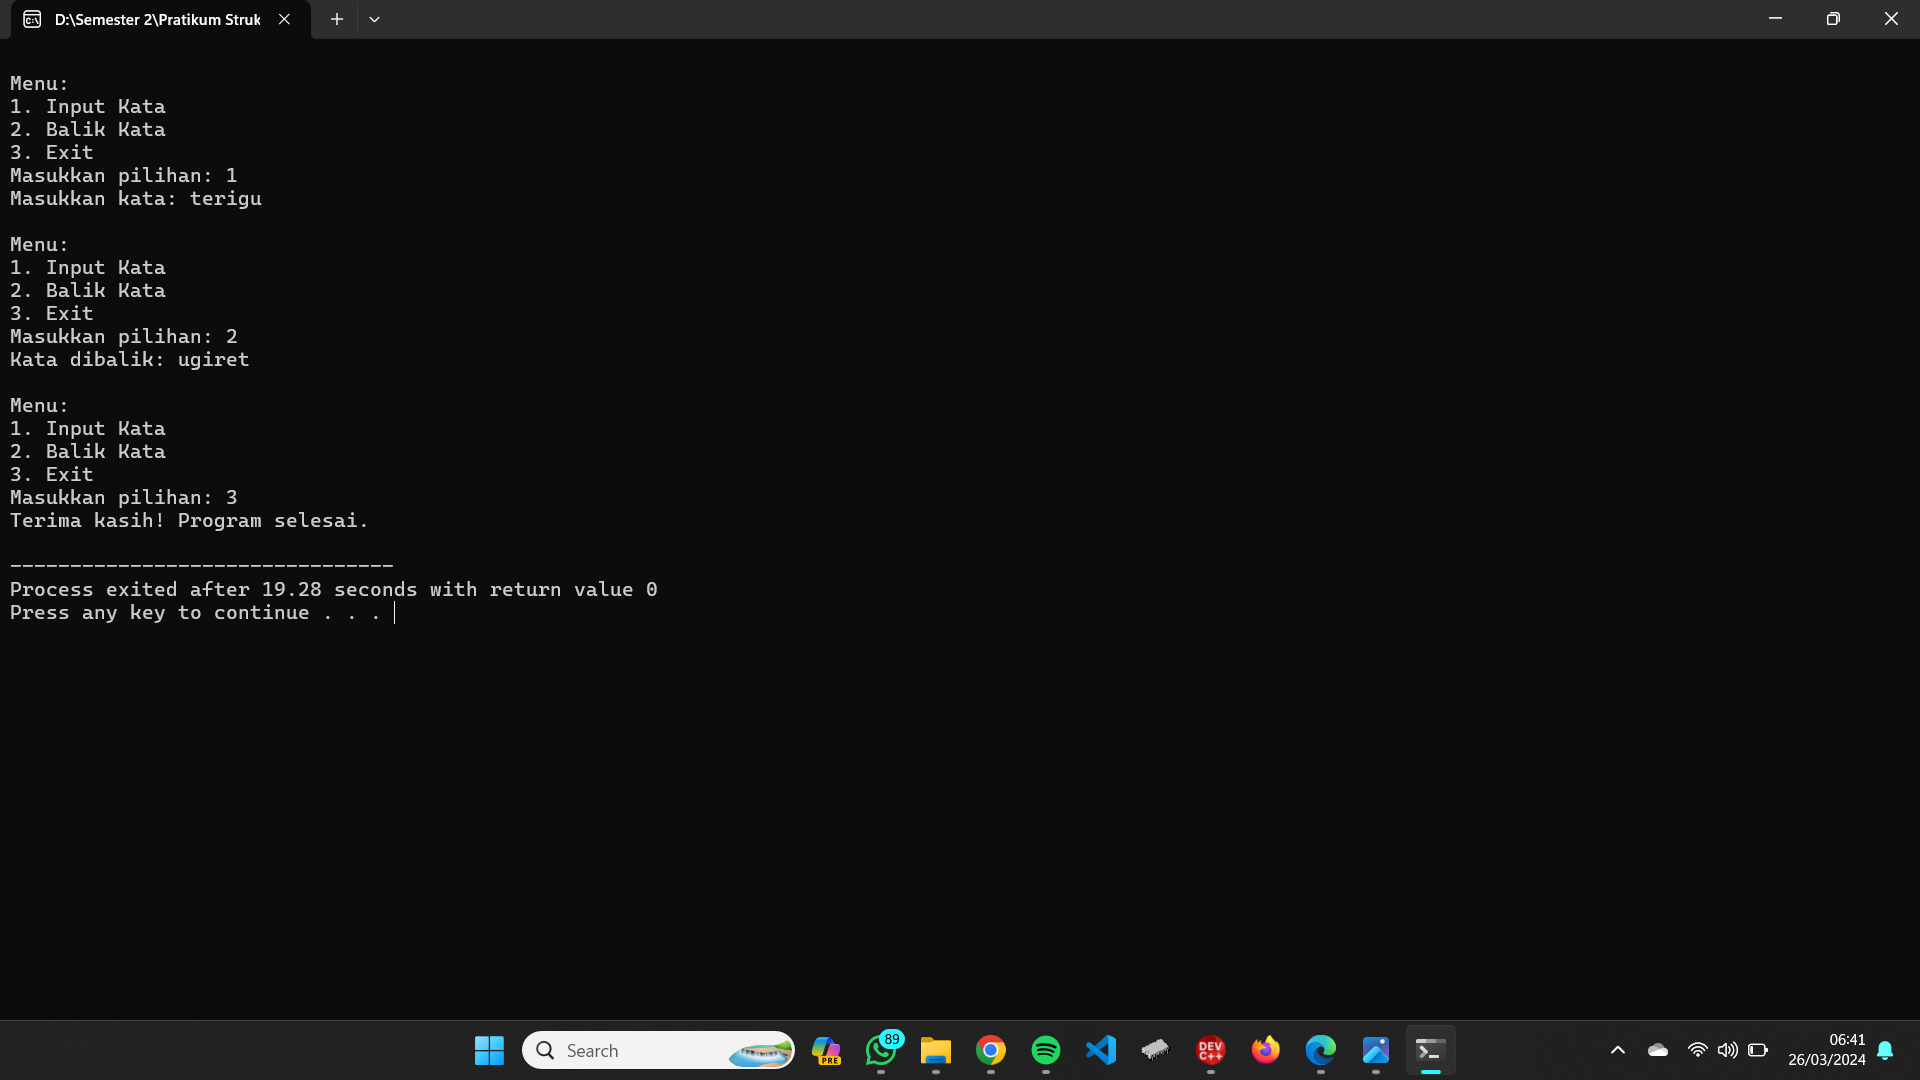 D:\Semester 2\Pratikum Struk
Menu:
1. Input Kata
2. Balik Kata
3. Exit
Masukkan pilihan: 1
Masukkan kata: terigu
Menu:
1. Input Kata
2. Balik Kata
3. Exit
Masukkan pilihan: 2
Kata dibalik: ugiret
Menu:
1. Input Kata
2. Balik Kata
3. Exit
Masukkan pilihan: 3
Terima kasih! Program selesai.
--------------------------------
Process exited after 19.28 seconds with return value 0
Press any key to continue . . .
Search
PRE
89
DEV
C++
06:41
26/03/2024